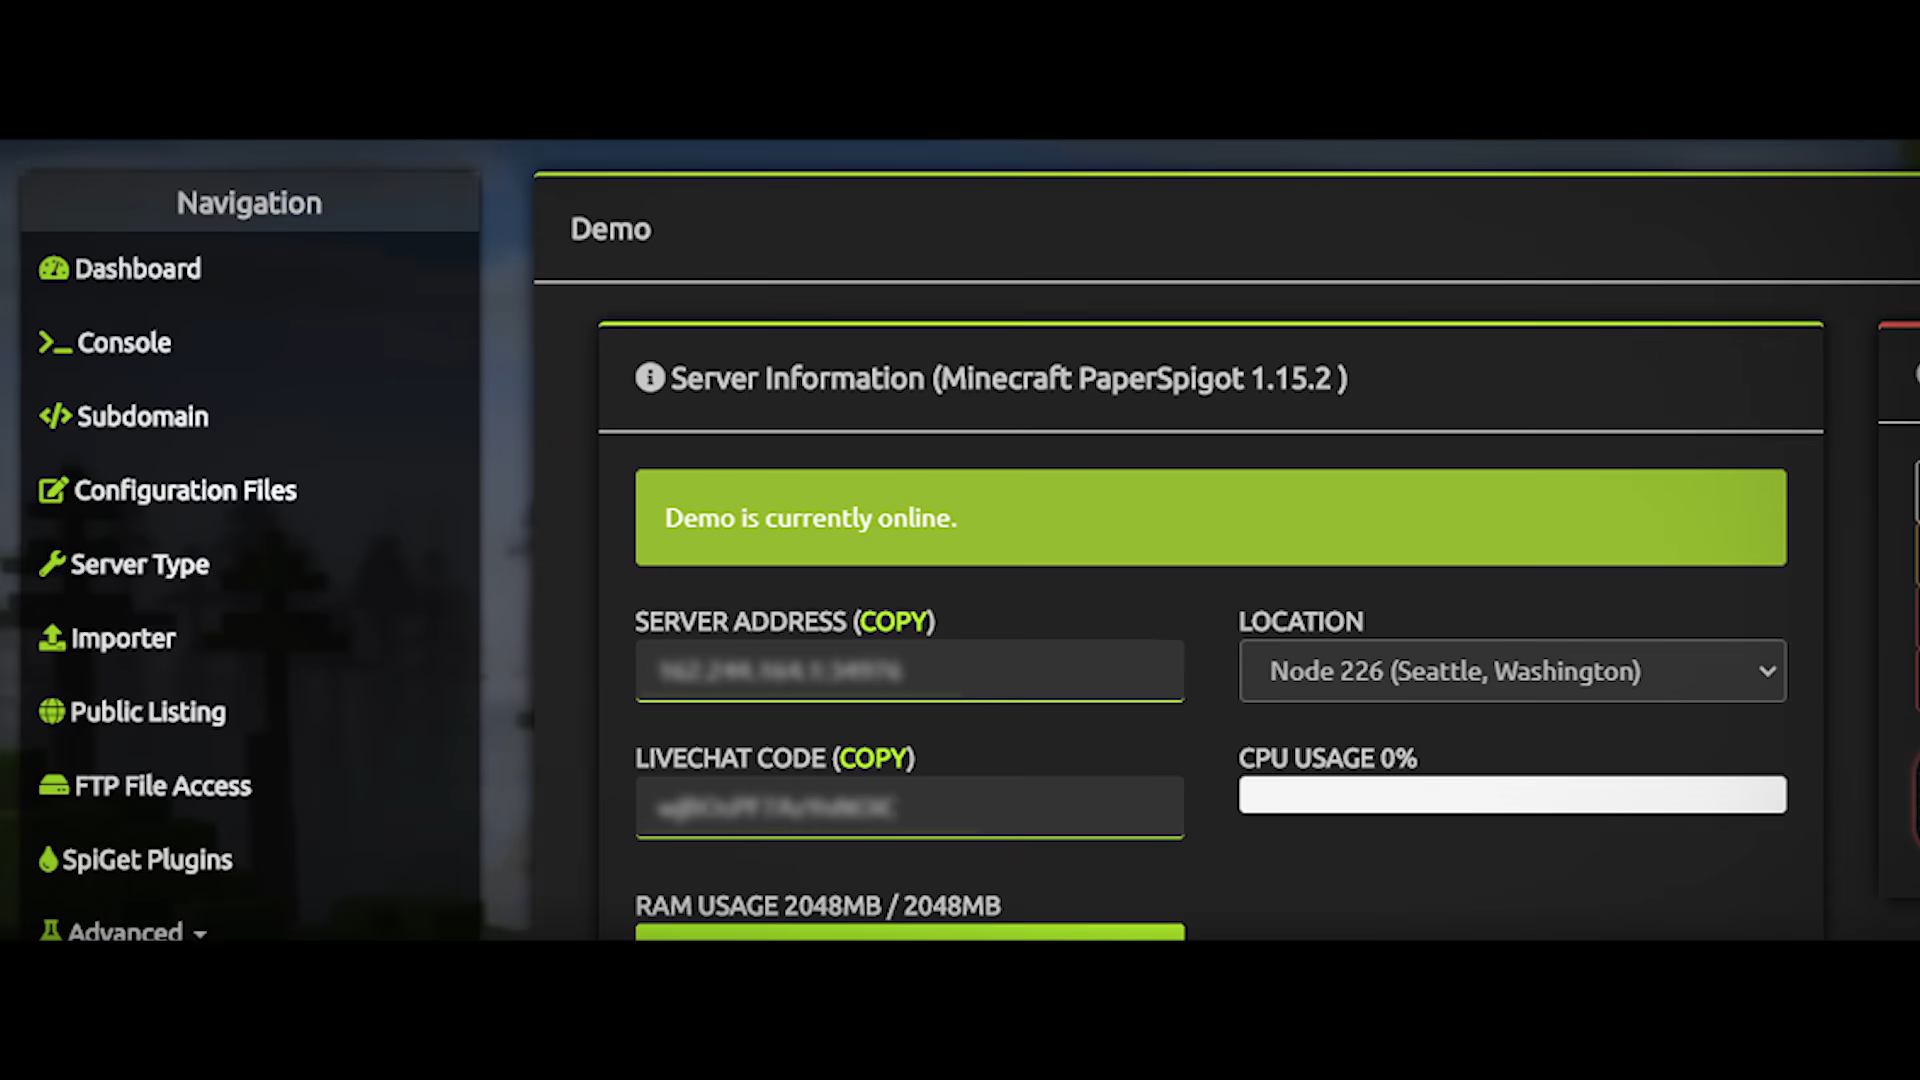 Navigation
Dashboard
Console
Subdomain
Configuration Files
Server Type
Importer
Public Listing
FTP File Access
SpiGet Plugins
Advanced
Demo
Server Information (Minecraft PaperSpigot 1.15.2 )
Demo is currently online.
SERVER ADDRESS (COPY)
LOCATION
Node 226 (Seattle, Washington)
LIVECHAT CODE (COPY)
CPU USAGE 0%
RAM USAGE 2048MB / 2048MB